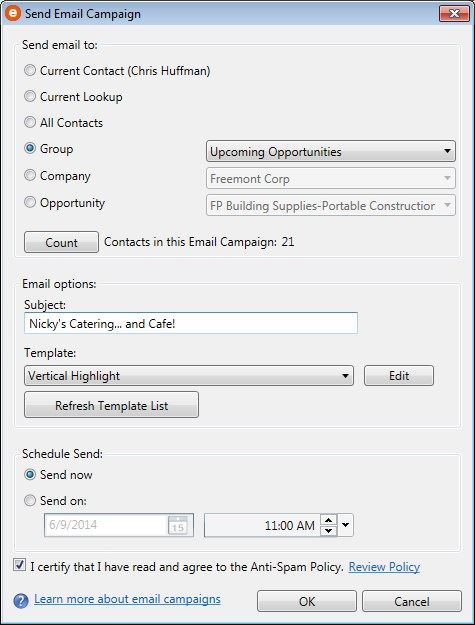 Send Email Campaign
Send email to:
Current Contact (Chris Huffman)
Current Lookup
All Contacts
Group
Upcoming Opportunities
Company
Freemont Corp
Opportunity
FP Building Supplies-Portable Construction
Count
Contacts in this Email Campaign: 21
Email options:
Subject:
Nicky's Catering... and Cafe!
Template:
Vertical Highlight
Edit
Refresh Template List
Schedule Send:
Send now
Send on:
6/9/2014
15
11:00 AM
I certify that I have read and agree to the Anti-Spam Policy. Review Policy
? Learn more about email campaigns
OK
Cancel